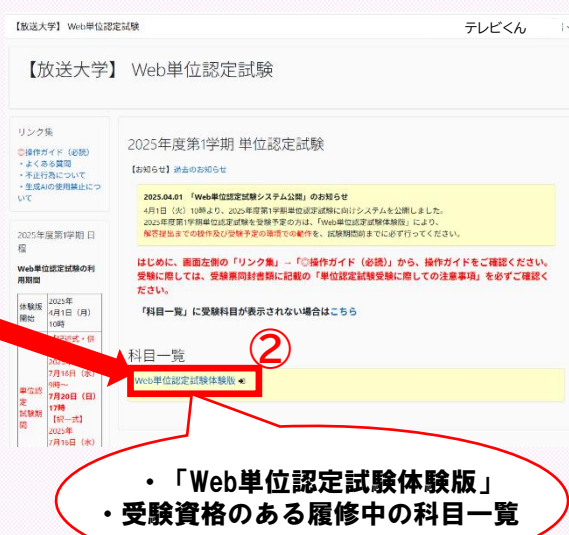 【放送大学】 Web単位認定試験
テレビくん
【放送大学】 Web単位認定試験
リンク集
◎操作ガイド（必読）
・よくある質問
・不正行為について
・生成AIの使用禁止につ
いて
2025年度第1学期 単位認定試験
【お知らせ】過去のお知らせ
2025.04.01 「Web単位認定試験システム公開」のお知らせ
4月1日（火）10時より、2025年度第1学期単位認定試験に向けシステムを公開しました。
2025年度第1学期単位認定試験を受験予定の方は、「Web単位認定試験体験版」により、
解答提出までの操作及び受験予定の環境での動作を、試験期間前までに必ず行ってください。
はじめに、画面左側の「リンク集」→「◎操作ガイド（必読）」から、操作ガイドをご確認ください。
受験に際しては、受験票同封書類に記載の「単位認定試験受験に際しての注意事項」を必ずご確認く
ださい。
「科目一覧」に受験科目が表示されない場合はこちら
2025年度第1学期 日
程
Web単位認定試験の利
用期間
体験版
開始
2025年
4月1日（月）
10時
単位認
定
試験期
間
7月16日（水）
9時～
7月20日（日）
17時
【択一式】
2025年
7月16日（水）
科目一覧
②
Web単位認定試験体験版
・「Web単位認定試験体験版」
・受験資格のある履修中の科目一覧